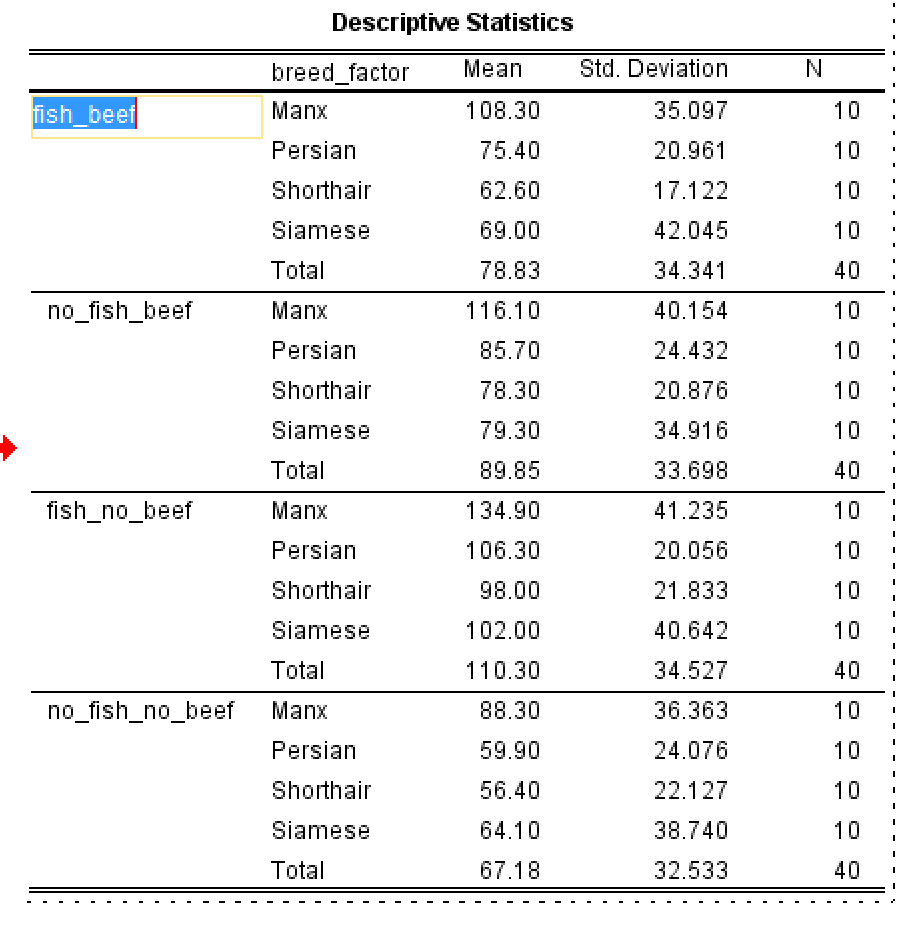 Descriptive Statistics
breed_factor Mean Std. Deviation N
fish_beef Manx 108.30 35.097 10
Persian 75.40 20.961 10
Shorthair 62.60 17.122 10
Siamese 69.00 42.045 10
Total 78.83 34.341 40
no_fish_beef Manx 116.10 40.154 10
Persian 85.70 24.432 10
Shorthair 78.30 20.876 10
Siamese 79.30 34.916 10
Total 89.85 33.698 40
fish_no_beef Manx 134.90 41.235 10
Persian 106.30 20.056 10
Shorthair 98.00 21.833 10
Siamese 102.00 40.642 10
Total 110.30 34.527 40
no_fish_no_beef Manx 88.30 36.363 10
Persian 59.90 24.076 10
Shorthair 56.40 22.127 10
Siamese 64.10 38.740 10
Total 67.18 32.533 40